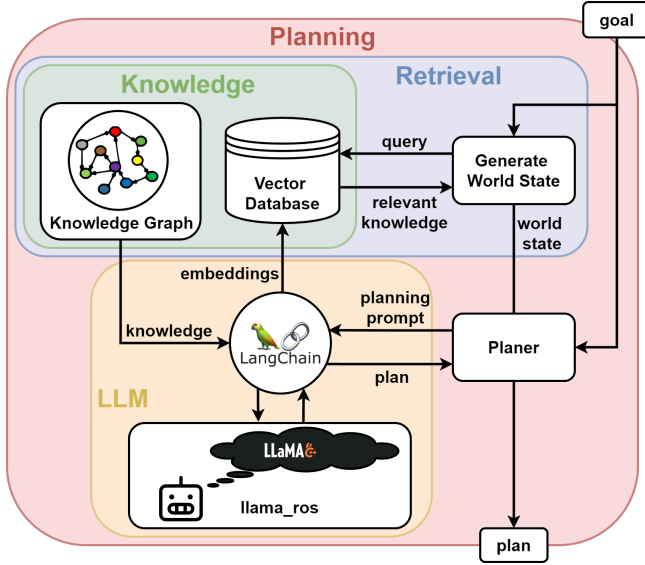 goal
Planning
Retrieval
Knowledge
Knowledge Graph
Vector
Database
query
relevant
knowledge
Generate
World State
world
state
embeddings
knowledge
LangChain
planning
prompt
plan
Planer
LLM
LLaMA C++
llama_ros
plan